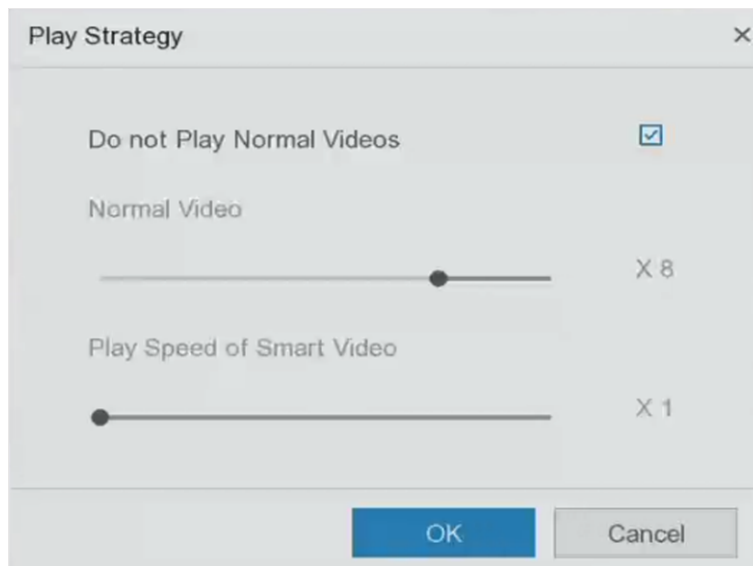 Play Strategy
Do not Play Normal Videos
Normal Video
X 8
Play Speed of Smart Video
X 1
OK
Cancel